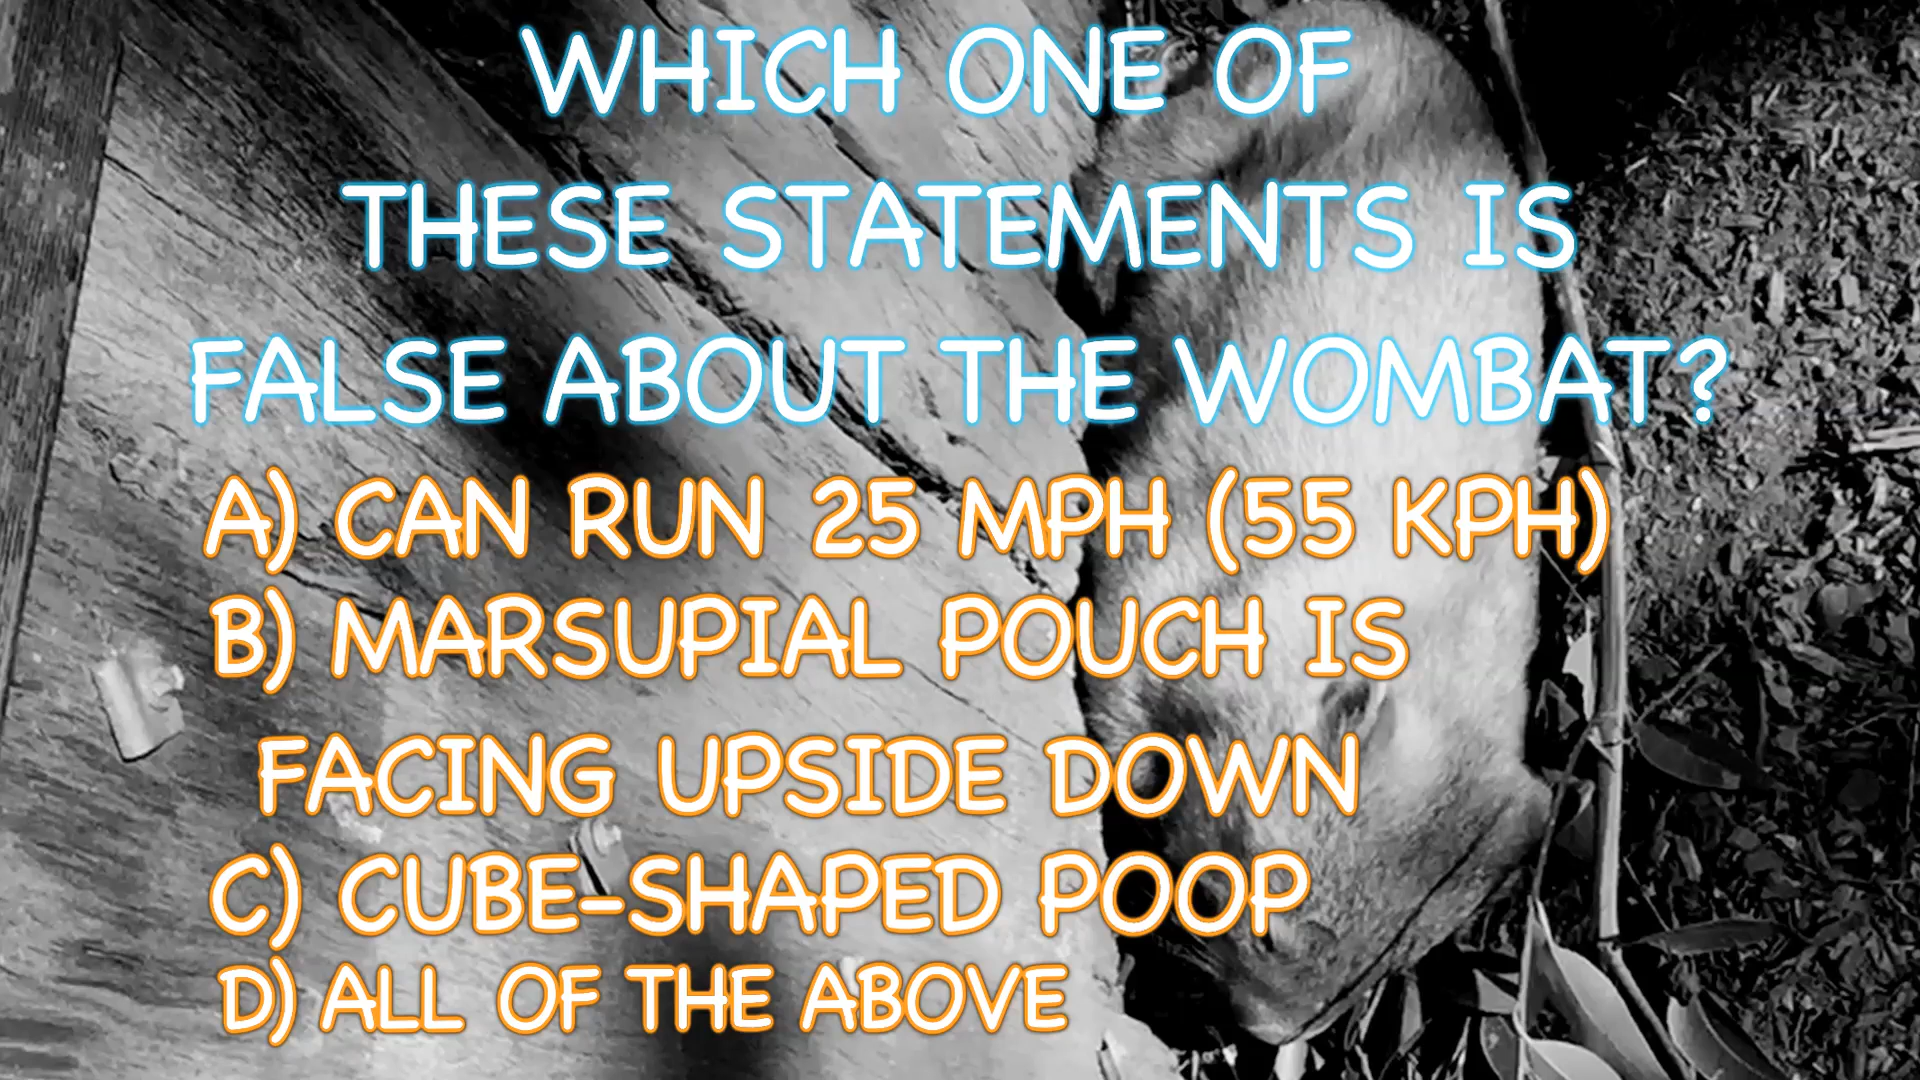 WHICH ONE OF
THESE STATEMENTS IS
FALSE ABOUT THE WOMBAT?
A) CAN RUN 25 MPH (55 KPH)
B) MARSUPIAL POUCH IS
FACING UPSIDE DOWN
C) CUBE-SHAPED POOP
D) ALL OF THE ABOVE